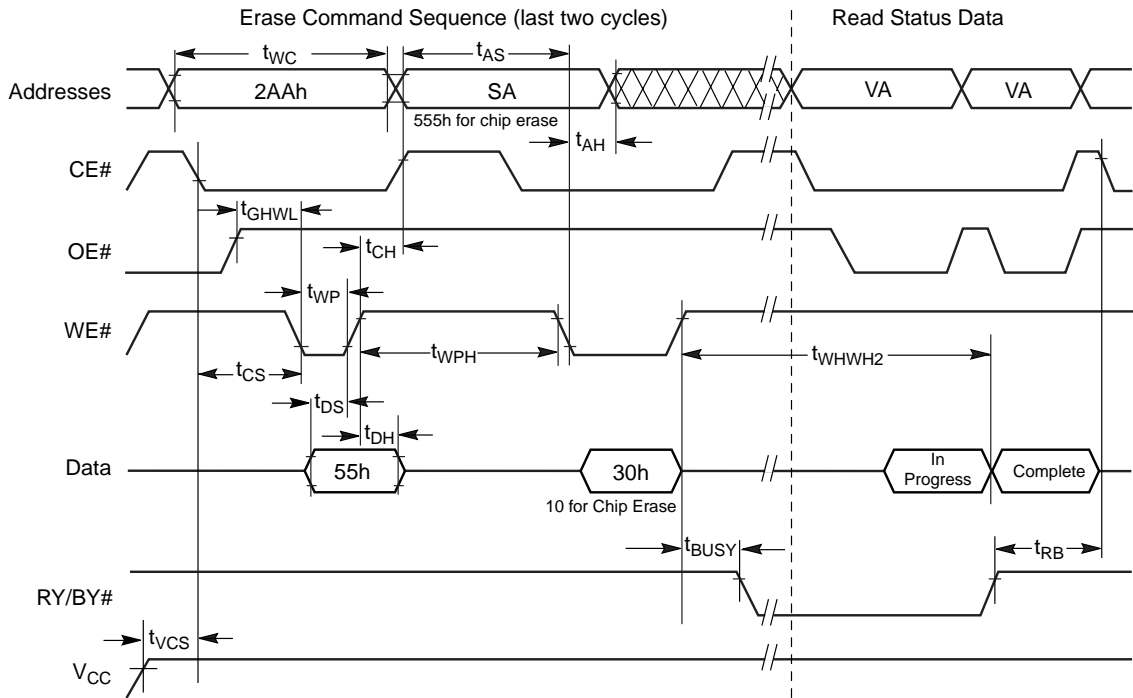 Erase Command Sequence (last two cycles)
Read Status Data
tWC
tAS
Addresses
2AAh
SA
VA
VA
555h for chip erase
tAH
CE#
tGHWL
OE#
tCH
tWP
WE#
tWPH
tWHWH2
tCS
tDS
tDH
Data
55h
30h
In
Progress
Complete
10 for Chip Erase
tBUSY
tRB
RY/BY#
tVCS
VCC